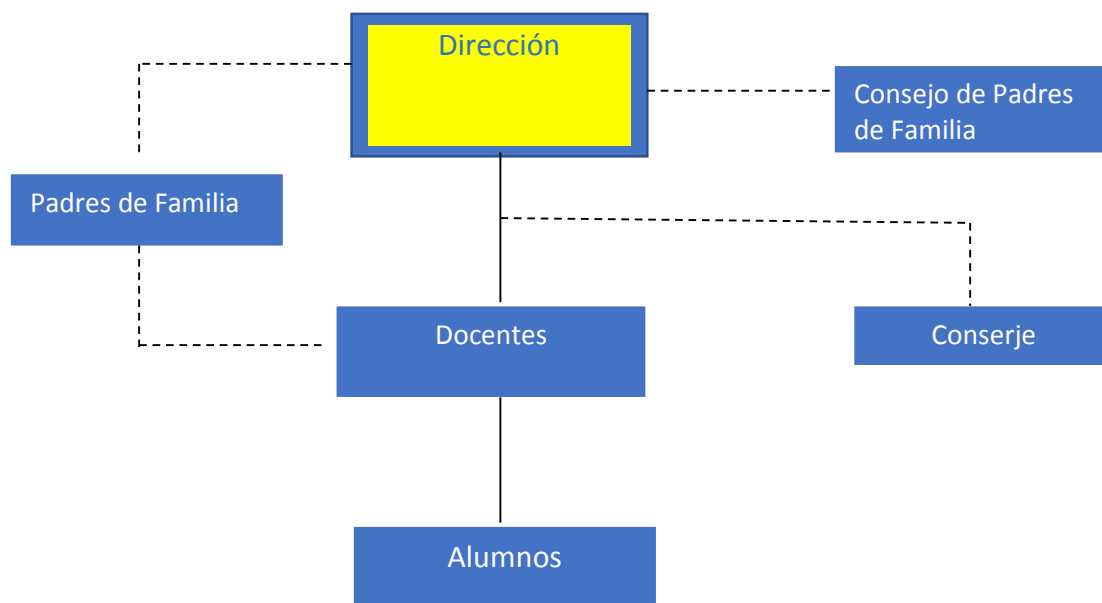 Dirección
Consejo de Padres
de Familia
Padres de Familia
Docentes
Conserje
Alumnos